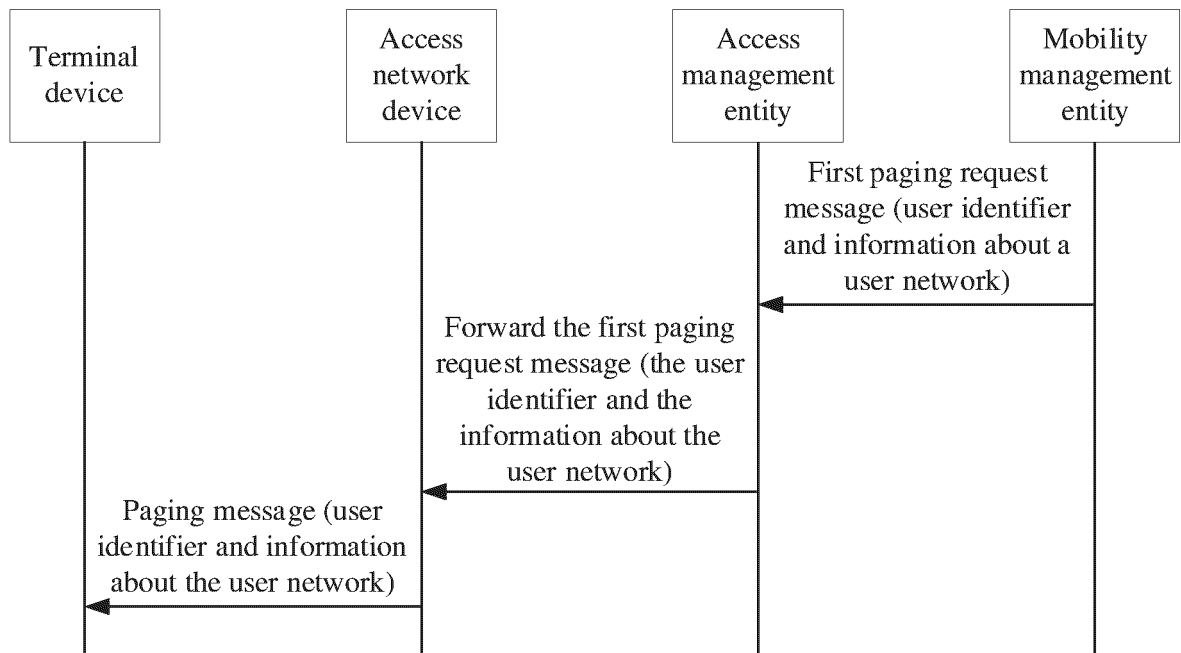 Terminal
device
Access
network
device
Access
management
entity
Mobility
management
entity
First paging request
message (user identifier
and information about a
user network)
Forward the first paging
request message (the user
identifier and the
information about the
user network)
Paging message (user
identifier and information
about the user network)